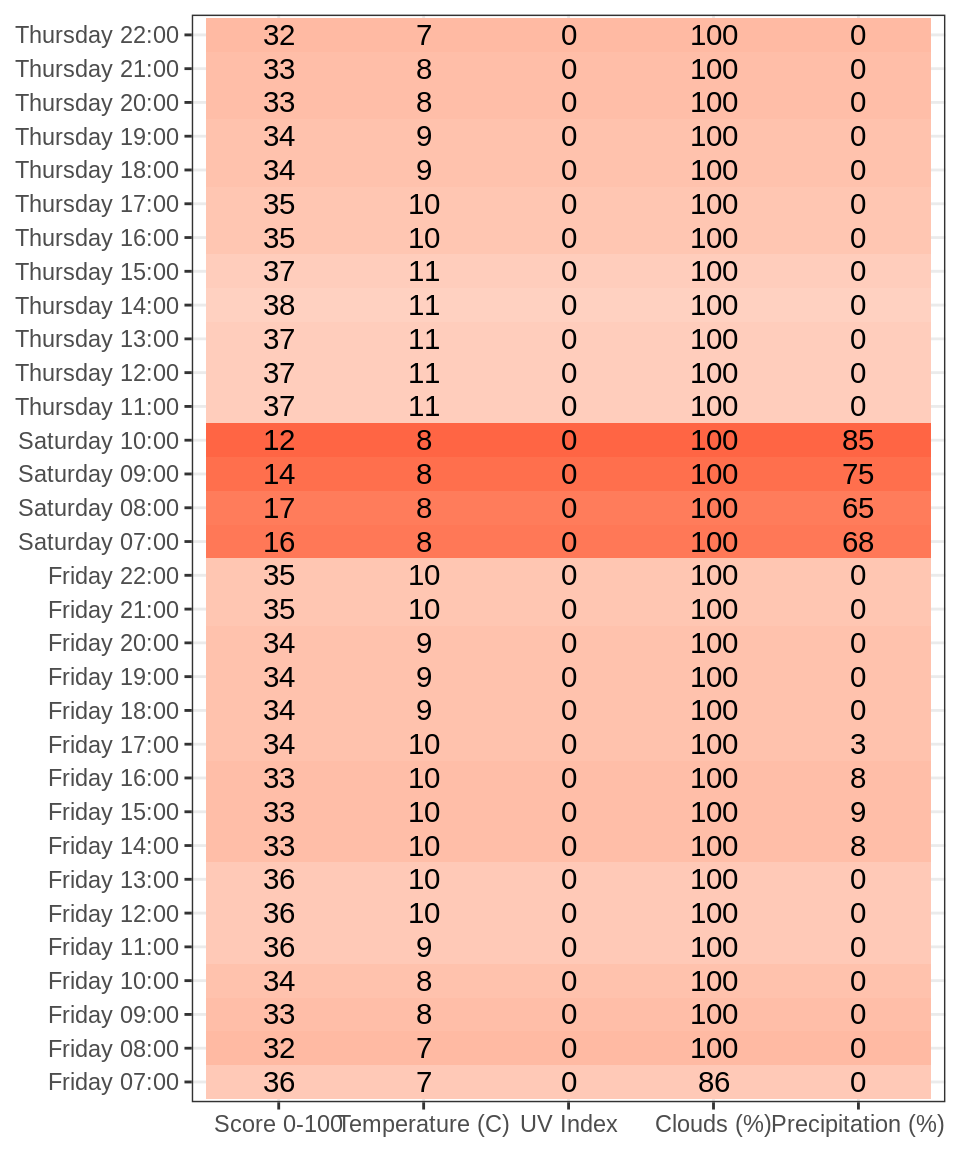 Thursday 22:00 32 7 0 100 0
Thursday 21:00 33 8 0 100 0
Thursday 20:00 33 8 0 100 0
Thursday 19:00 34 9 0 100 0
Thursday 18:00 34 9 0 100 0
Thursday 17:00 35 10 0 100 0
Thursday 16:00 35 10 0 100 0
Thursday 15:00 37 11 0 100 0
Thursday 14:00 38 11 0 100 0
Thursday 13:00 37 11 0 100 0
Thursday 12:00 37 11 0 100 0
Thursday 11:00 37 11 0 100 0
Saturday 10:00 12 8 0 100 85
Saturday 09:00 14 8 0 100 75
Saturday 08:00 17 8 0 100 65
Saturday 07:00 16 8 0 100 68
Friday 22:00 35 10 0 100 0
Friday 21:00 35 10 0 100 0
Friday 20:00 34 9 0 100 0
Friday 19:00 34 9 0 100 0
Friday 18:00 34 9 0 100 0
Friday 17:00 34 10 0 100 3
Friday 16:00 33 10 0 100 8
Friday 15:00 33 10 0 100 9
Friday 14:00 33 10 0 100 8
Friday 13:00 36 10 0 100 0
Friday 12:00 36 10 0 100 0
Friday 11:00 36 9 0 100 0
Friday 10:00 34 8 0 100 0
Friday 09:00 33 8 0 100 0
Friday 08:00 32 7 0 100 0
Friday 07:00 36 7 0 86 0
Score 0-100 Temperature (C) UV Index Clouds (%) Precipitation (%)